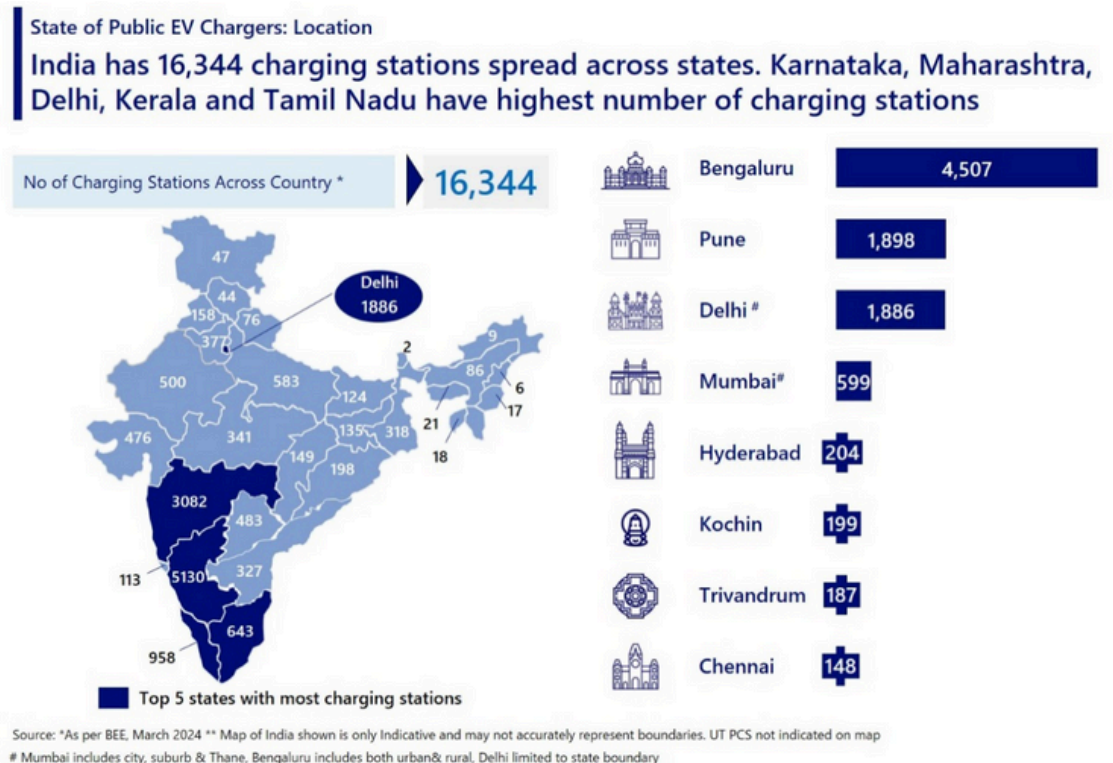 State of Public EV Chargers: Location
India has 16,344 charging stations spread across states. Karnataka, Maharashtra,
Delhi, Kerala and Tamil Nadu have highest number of charging stations
No of Charging Stations Across Country *
16,344
47
44
158
76
377
Delhi
1886
500
583
124
2
9
86
6
17
21
18
476
341
135
318
149
198
3082
483
113
5130
327
643
958
Top 5 states with most charging stations
Bengaluru
4,507
Pune
1,898
Delhi #
1,886
Mumbai#
599
Hyderabad
204
Kochin
199
Trivandrum
187
Chennai
148
Source: *As per BEE, March 2024 ** Map of India shown is only Indicative and may not accurately represent boundaries. UT PCS not indicated on map
# Mumbai includes city, suburb & Thane, Bengaluru includes both urban& rural, Delhi limited to state boundary